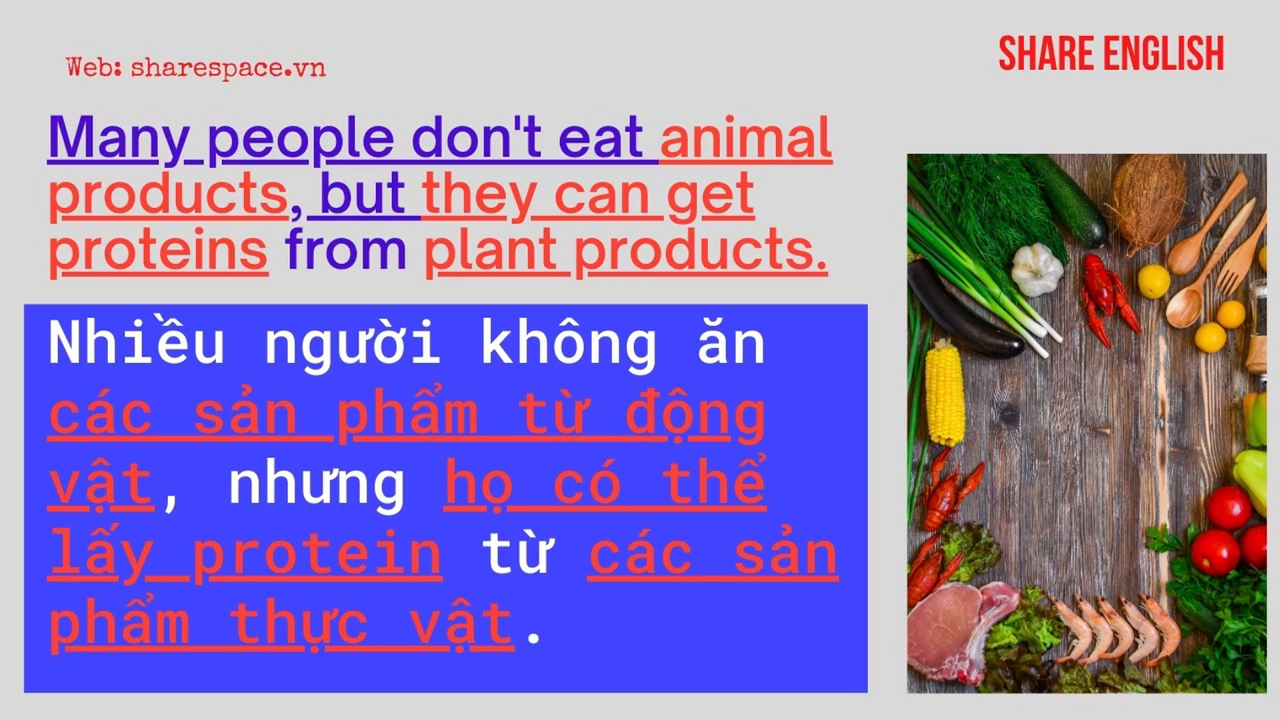 Web: sharespace.vn
SHARE ENGLISH
Many people don't eat animal
products, but they can get
proteins from plant products.
Nhiều người không ăn
các sản phẩm từ động
vật, nhưng họ có thể
lấy protein từ các sản
phẩm thực vật.